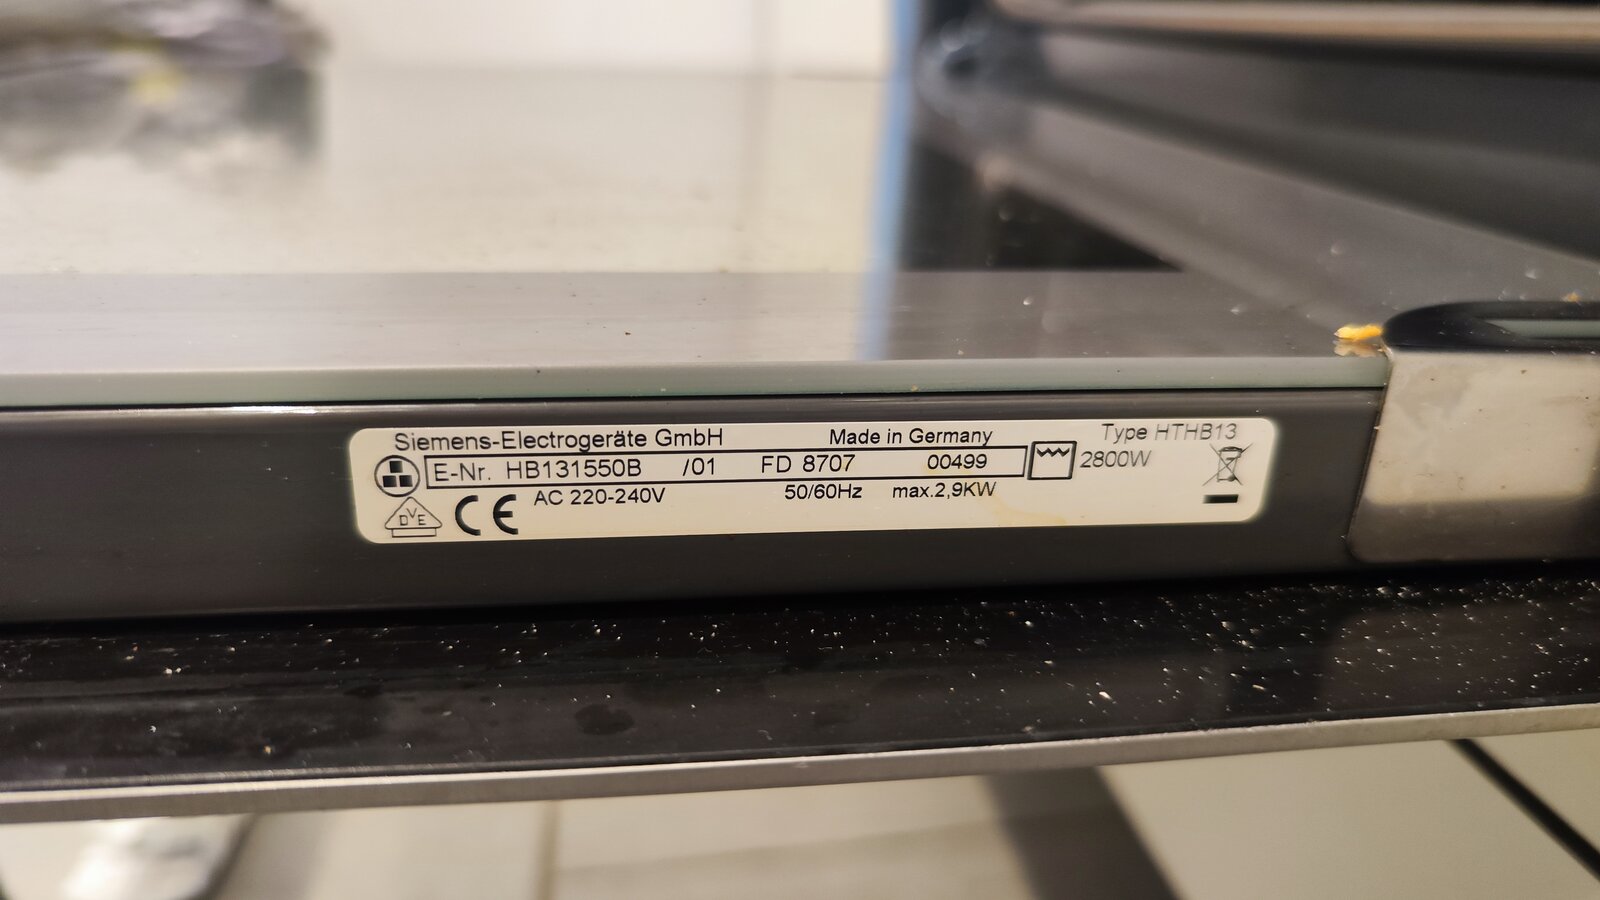 Siemens-Electrogeräte GmbH Made in Germany Type HTHB13
E-Nr. HB131550B /01 FD 8707 00499 2800W
DVE CE AC 220-240V 50/60Hz max.2,9KW